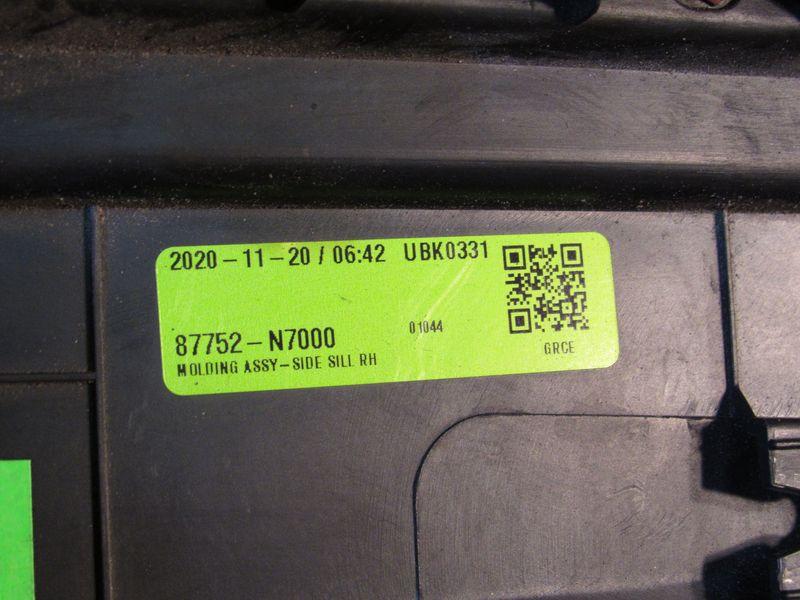 2020-11-20 / 06:42 UBK0331
87752-N7000 01044
MOLDING ASSY-SIDE SILL RH
GRCE